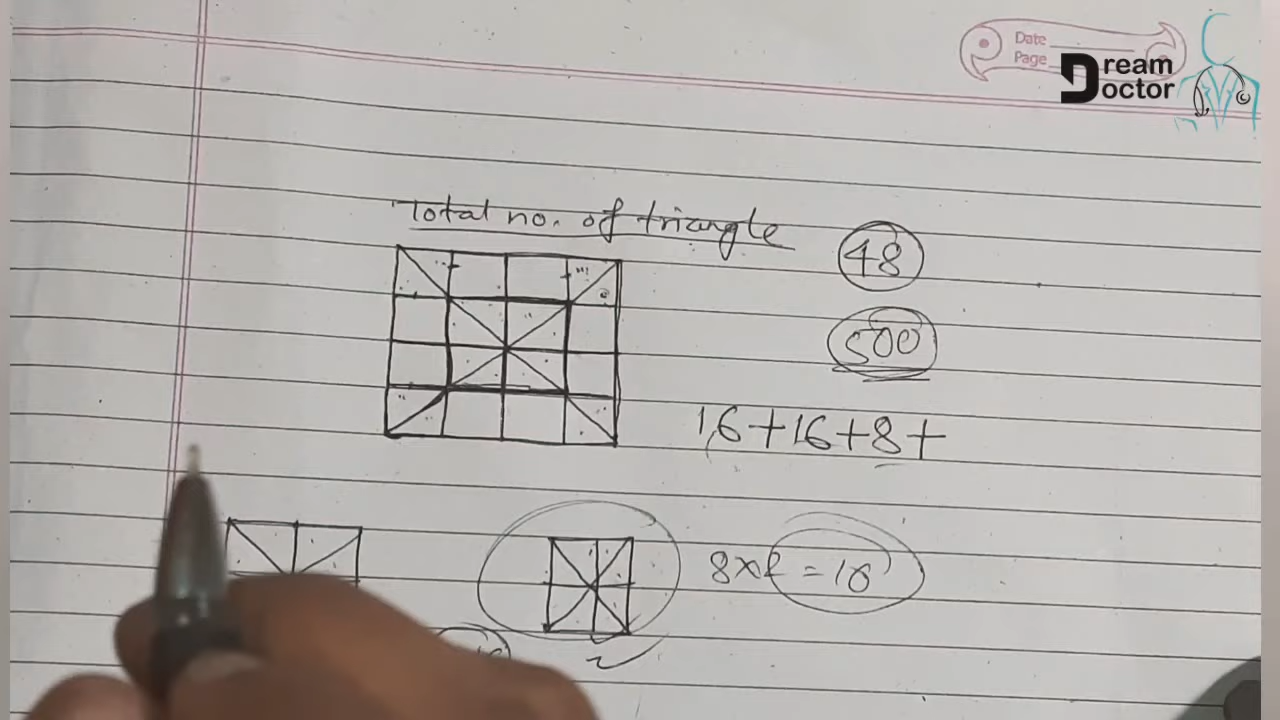 Date
Page
Dream
Doctor
Total no. of triangle
48
500
16+16+8+
8x2=16